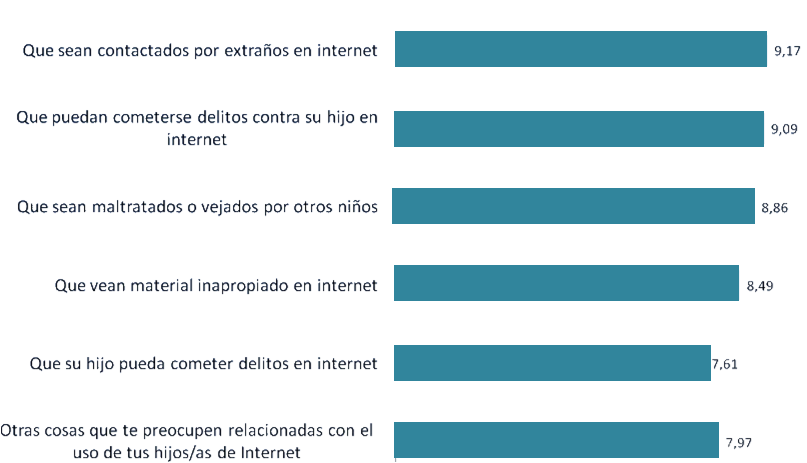 Que sean contactados por extraños en internet
9,17
Que puedan cometerse delitos contra su hijo en
internet
9,09
Que sean maltratados o vejados por otros niños
8,86
Que vean material inapropiado en internet
8,49
Que su hijo pueda cometer delitos en internet
7,61
Otras cosas que te preocupen relacionadas con el
uso de tus hijos/as de Internet
7,97